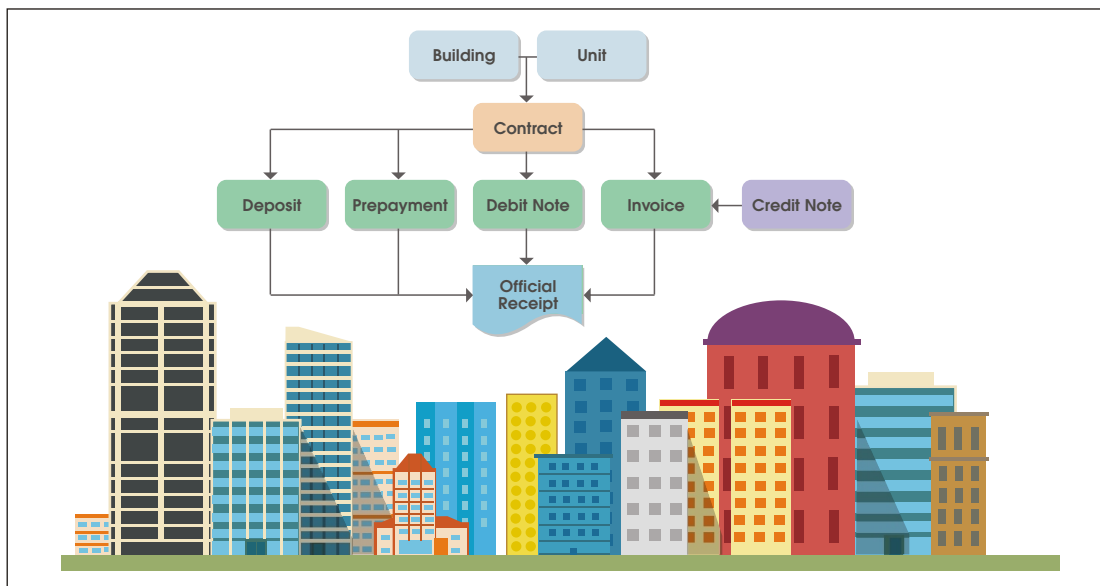 Building
Unit
Contract
Deposit
Prepayment
Debit Note
Invoice
Credit Note
Official
Receipt